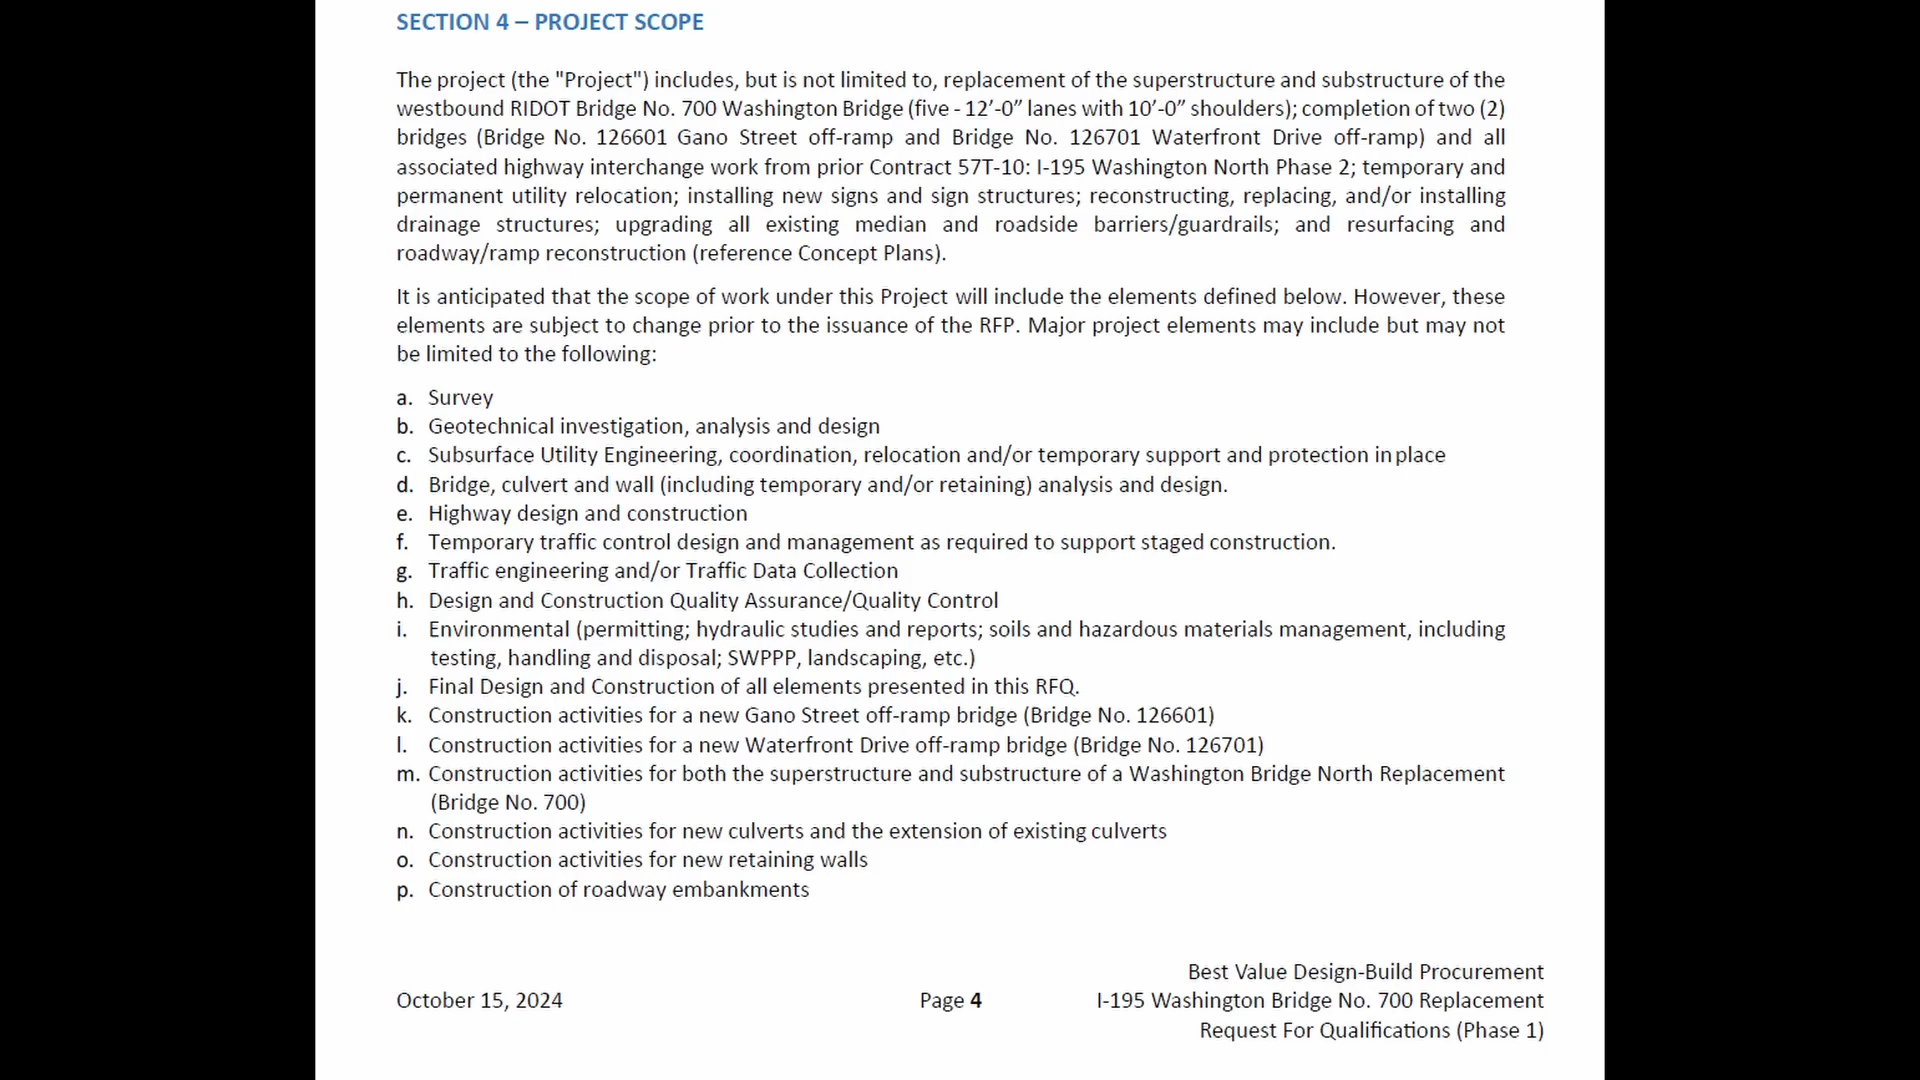 SECTION 4 – PROJECT SCOPE
The project (the "Project") includes, but is not limited to, replacement of the superstructure and substructure of the
westbound RIDOT Bridge No. 700 Washington Bridge (five - 12’-0” lanes with 10’-0” shoulders); completion of two (2)
bridges (Bridge No. 126601 Gano Street off-ramp and Bridge No. 126701 Waterfront Drive off-ramp) and all
associated highway interchange work from prior Contract 57T-10: I-195 Washington North Phase 2; temporary and
permanent utility relocation; installing new signs and sign structures; reconstructing, replacing, and/or installing
drainage structures; upgrading all existing median and roadside barriers/guardrails; and resurfacing and
roadway/ramp reconstruction (reference Concept Plans).
It is anticipated that the scope of work under this Project will include the elements defined below. However, these
elements are subject to change prior to the issuance of the RFP. Major project elements may include but may not
be limited to the following:
a. Survey
b. Geotechnical investigation, analysis and design
c. Subsurface Utility Engineering, coordination, relocation and/or temporary support and protection in place
d. Bridge, culvert and wall (including temporary and/or retaining) analysis and design.
e. Highway design and construction
f. Temporary traffic control design and management as required to support staged construction.
g. Traffic engineering and/or Traffic Data Collection
h. Design and Construction Quality Assurance/Quality Control
i. Environmental (permitting; hydraulic studies and reports; soils and hazardous materials management, including
testing, handling and disposal; SWPPP, landscaping, etc.)
j. Final Design and Construction of all elements presented in this RFQ.
k. Construction activities for a new Gano Street off-ramp bridge (Bridge No. 126601)
l. Construction activities for a new Waterfront Drive off-ramp bridge (Bridge No. 126701)
m. Construction activities for both the superstructure and substructure of a Washington Bridge North Replacement
(Bridge No. 700)
n. Construction activities for new culverts and the extension of existing culverts
o. Construction activities for new retaining walls
p. Construction of roadway embankments
Best Value Design-Build Procurement
October 15, 2024 Page 4 I-195 Washington Bridge No. 700 Replacement
Request For Qualifications (Phase 1)